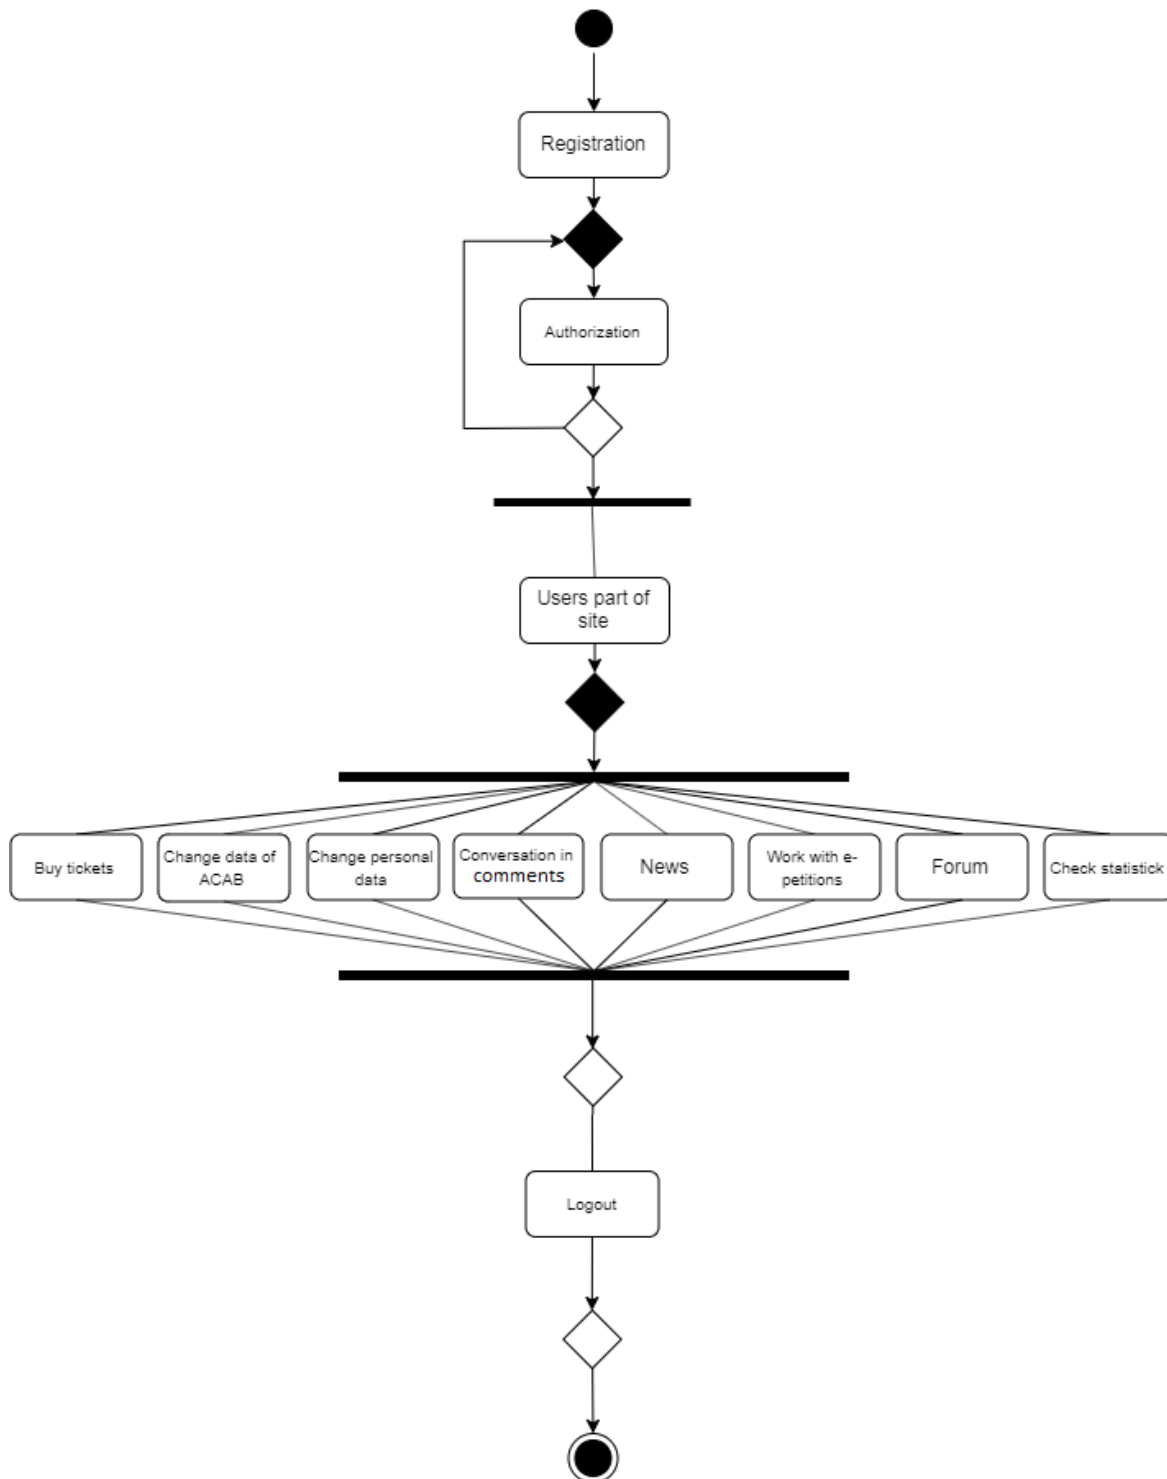 Registration
Authorization
Users part of
site
Buy tickets
Change data of
ACAB
Change personal
data
Conversation in
comments
News
Work with e-
petitions
Forum
Check statistick
Logout